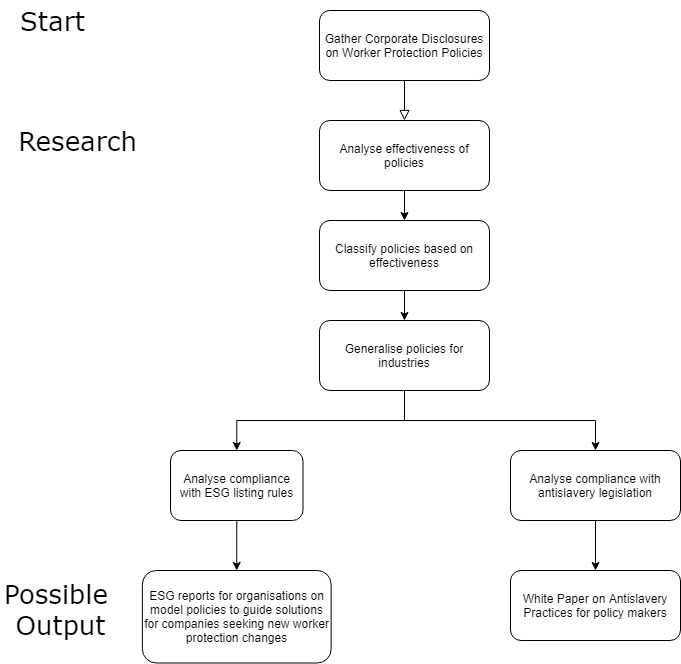 Start
Gather Corporate Disclosures
on Worker Protection Policies
Research
Analyse effectiveness of
policies
Classify policies based on
effectiveness
Generalise policies for
industries
Analyse compliance
with ESG listing rules
Analyse compliance with
antislavery legislation
Possible
Output
ESG reports for organisations on
model policies to guide solutions
for companies seeking new worker
protection changes
White Paper on Antislavery
Practices for policy makers